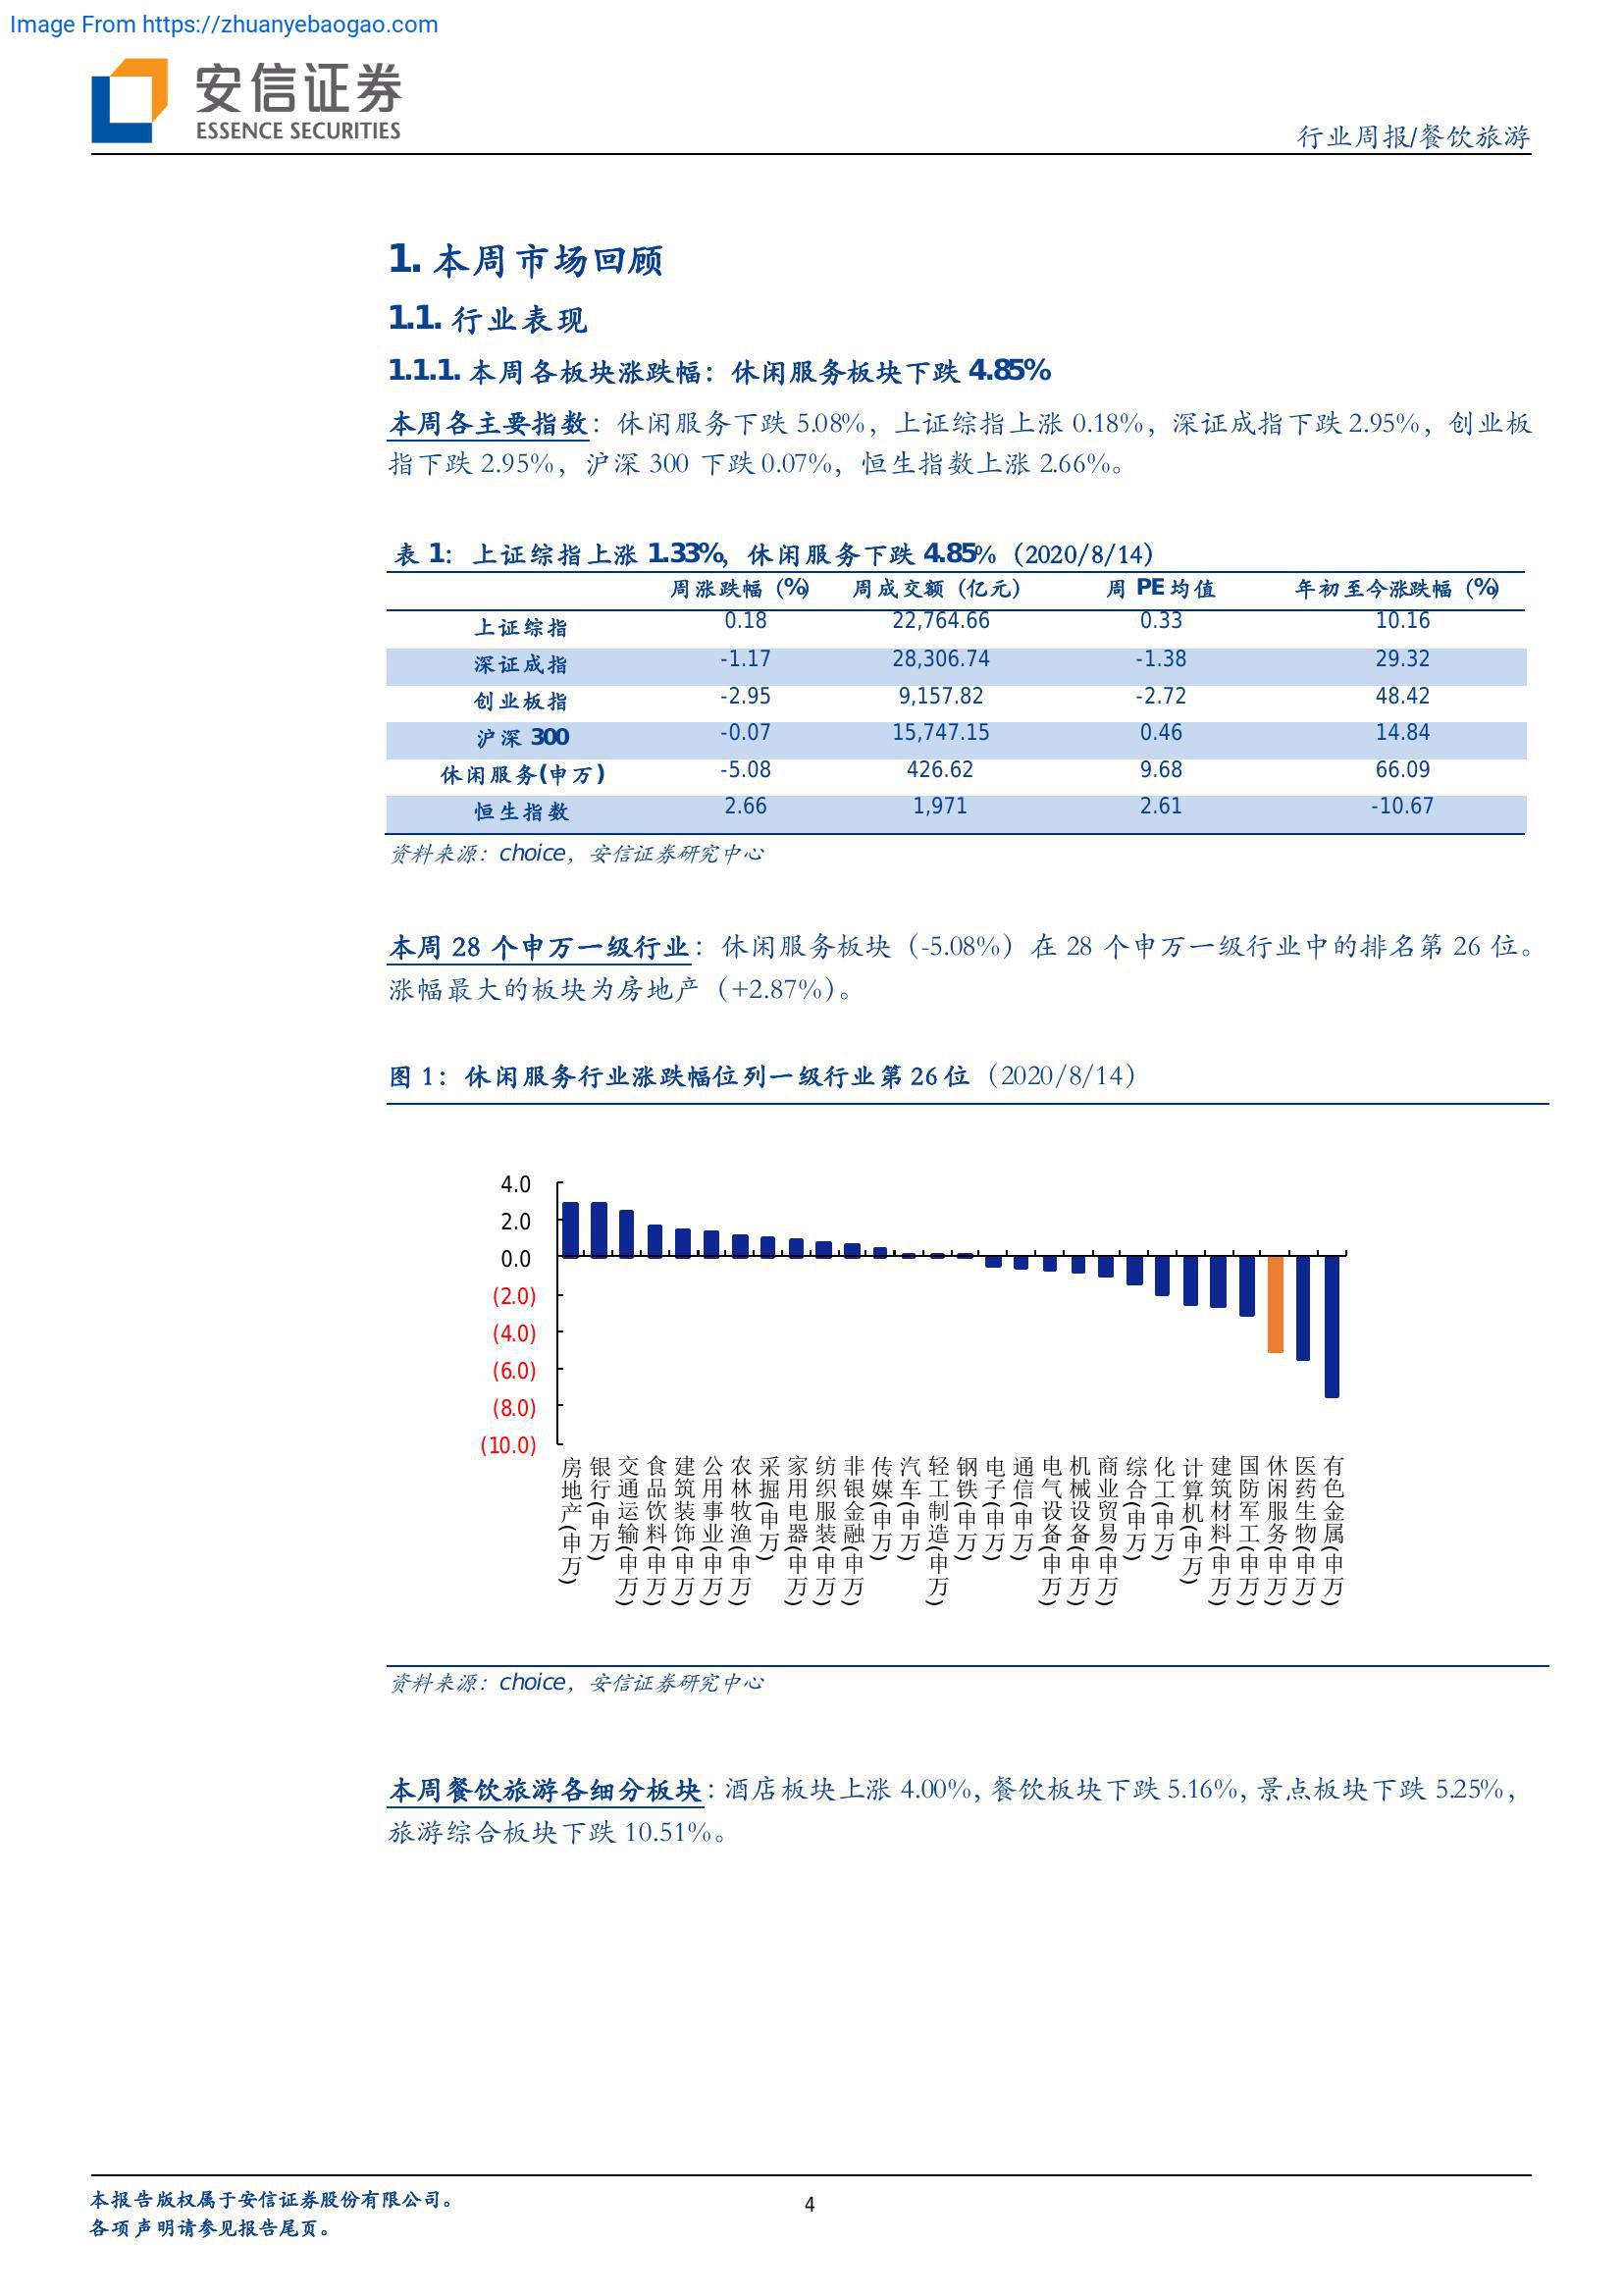 Image From https://zhuanyebaogao.com
安信证券
ESSENCE SECURITIES
行业周报/餐饮旅游
1. 本周市场回顾
1.1. 行业表现
1.1.1. 本周各板块涨跌幅：休闲服务板块下跌 4.85%
本周各主要指数：休闲服务下跌 5.08%，上证综指上涨 0.18%，深证成指下跌 2.95%，创业板
指下跌 2.95%，沪深 300 下跌 0.07%，恒生指数上涨 2.66%。
表 1：上证综指上涨 1.33%，休闲服务下跌 4.85%（2020/8/14）
周涨跌幅（%） 周成交额（亿元） 周 PE 均值 年初至今涨跌幅（%）
上证综指 0.18 22,764.66 0.33 10.16
深证成指 -1.17 28,306.74 -1.38 29.32
创业板指 -2.95 9,157.82 -2.72 48.42
沪深 300 -0.07 15,747.15 0.46 14.84
休闲服务(申万) -5.08 426.62 9.68 66.09
恒生指数 2.66 1,971 2.61 -10.67
资料来源：choice，安信证券研究中心
本周 28 个申万一级行业：休闲服务板块（-5.08%）在 28 个申万一级行业中的排名第 26 位。
涨幅最大的板块为房地产（+2.87%）。
图 1：休闲服务行业涨跌幅位列一级行业第 26 位（2020/8/14）
4.0
2.0
0.0
(2.0)
(4.0)
(6.0)
(8.0)
(10.0)
房地产(申万)
银行(申万)
交通运输(申万)
食品饮料(申万)
建筑装饰(申万)
公用事业(申万)
农林牧渔(申万)
采掘(申万)
家用电器(申万)
纺织服装(申万)
非银金融(申万)
传媒(申万)
汽车(申万)
轻工制造(申万)
钢铁(申万)
电子(申万)
通信(申万)
电气设备(申万)
机械设备(申万)
商业贸易(申万)
综合(申万)
化工(申万)
计算机(申万)
建筑材料(申万)
国防军工(申万)
休闲服务(申万)
医药生物(申万)
有色金属(申万)
资料来源：choice，安信证券研究中心
本周餐饮旅游各细分板块：酒店板块上涨 4.00%，餐饮板块下跌 5.16%，景点板块下跌 5.25%，
旅游综合板块下跌 10.51%。
本报告版权属于安信证券股份有限公司。
4
各项声明请参见报告尾页。